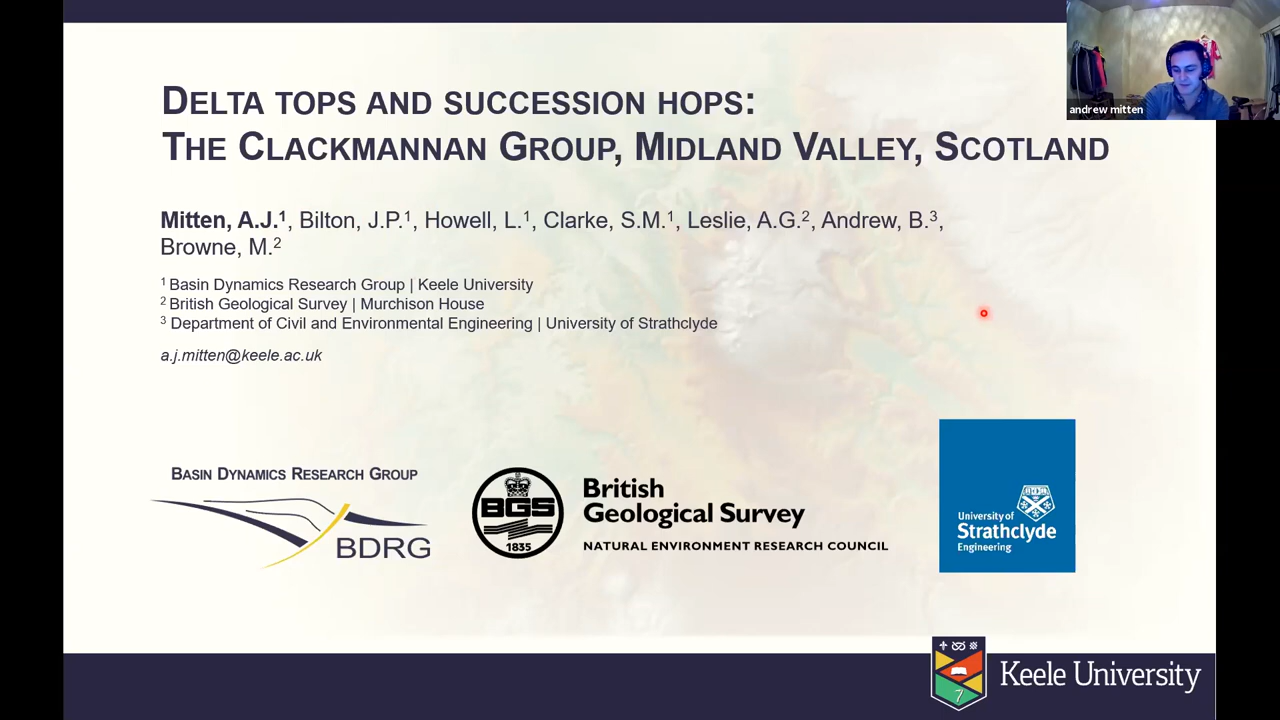 DELTA TOPS AND SUCCESSION HOPS:
THE CLACKMANNAN GROUP, MIDLAND VALLEY, SCOTLAND
andrew mitten
Mitten, A.J.¹, Bilton, J.P.¹, Howell, L.¹, Clarke, S.M.¹, Leslie, A.G.², Andrew, B.³,
Browne, M.²
¹ Basin Dynamics Research Group | Keele University
² British Geological Survey | Murchison House
³ Department of Civil and Environmental Engineering | University of Strathclyde
a.j.mitten@keele.ac.uk
BASIN DYNAMICS RESEARCH GROUP
BDRG
BGS
1835
British
Geological Survey
NATURAL ENVIRONMENT RESEARCH COUNCIL
University of
Strathclyde
Engineering
Keele University